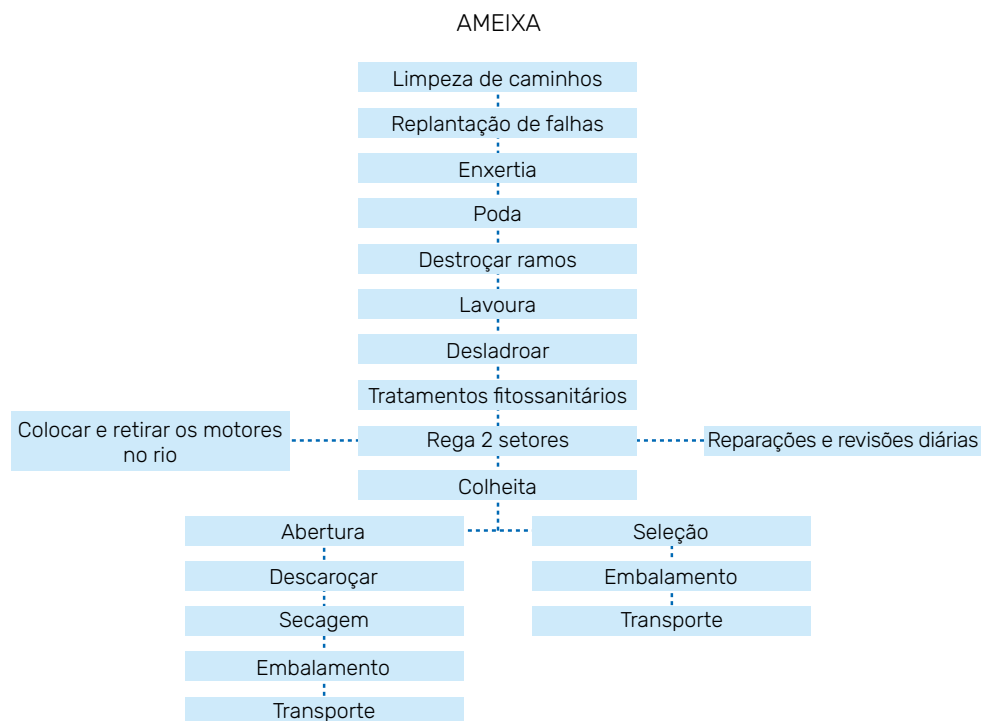 AMEIXA
Limpeza de caminhos
Replantação de falhas
Enxertia
Poda
Destroçar ramos
Lavoura
Desladroar
Tratamentos fitossanitários
Colocar e retirar os motores
no rio
Rega 2 setores
Reparações e revisões diárias
Colheita
Abertura
Descaroçar
Secagem
Embalamento
Transporte
Seleção
Embalamento
Transporte